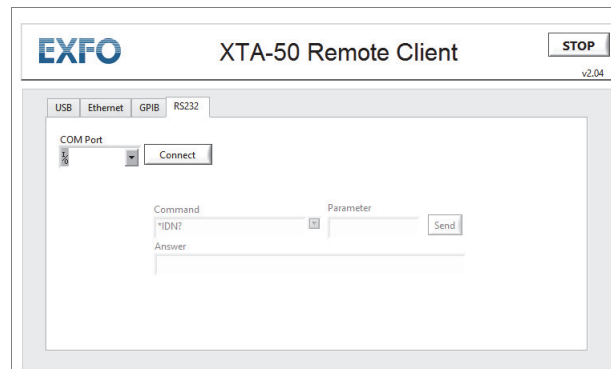 EXFO
XTA-50 Remote Client
STOP
v2.04
USB Ethernet GPIB RS232
COM Port
Connect
Command Parameter
*IDN? Send
Answer